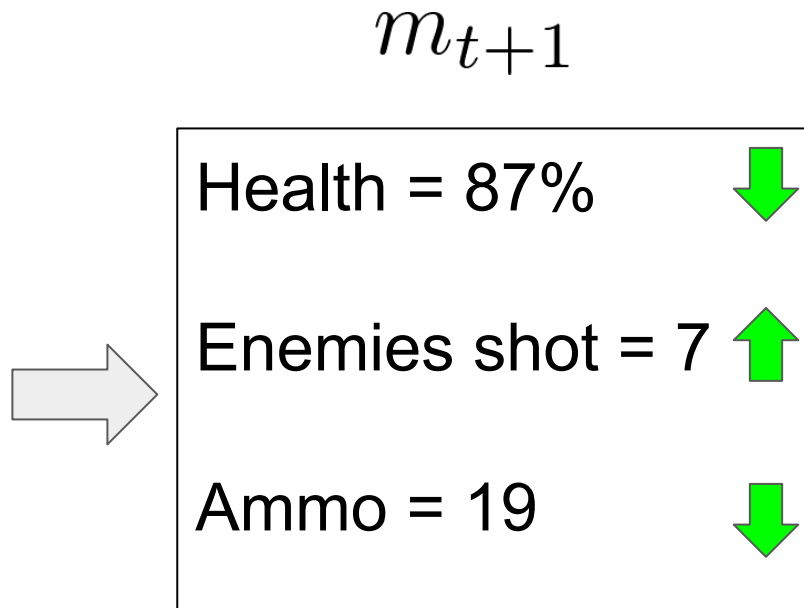 m_{t+1}
Health = 87%
Enemies shot = 7
Ammo = 19